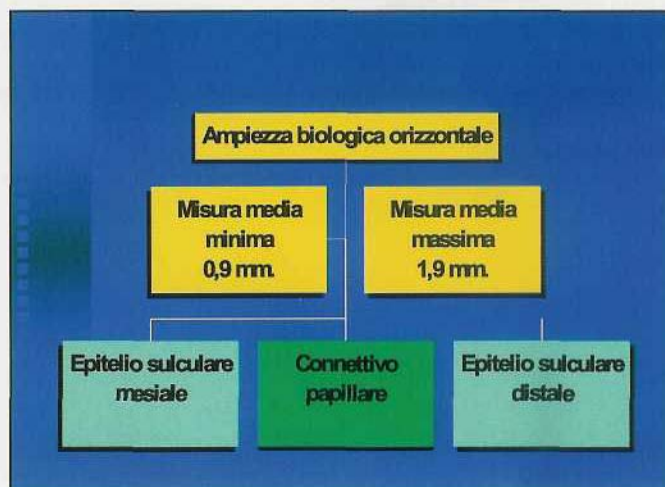 Ampiezza biologica orizzontale
Misura media
minima
0,9 mm.
Misura media
massima
1,9 mm.
Epitelio sulculare
mesiale
Connettivo
papillare
Epitelio sulculare
distale